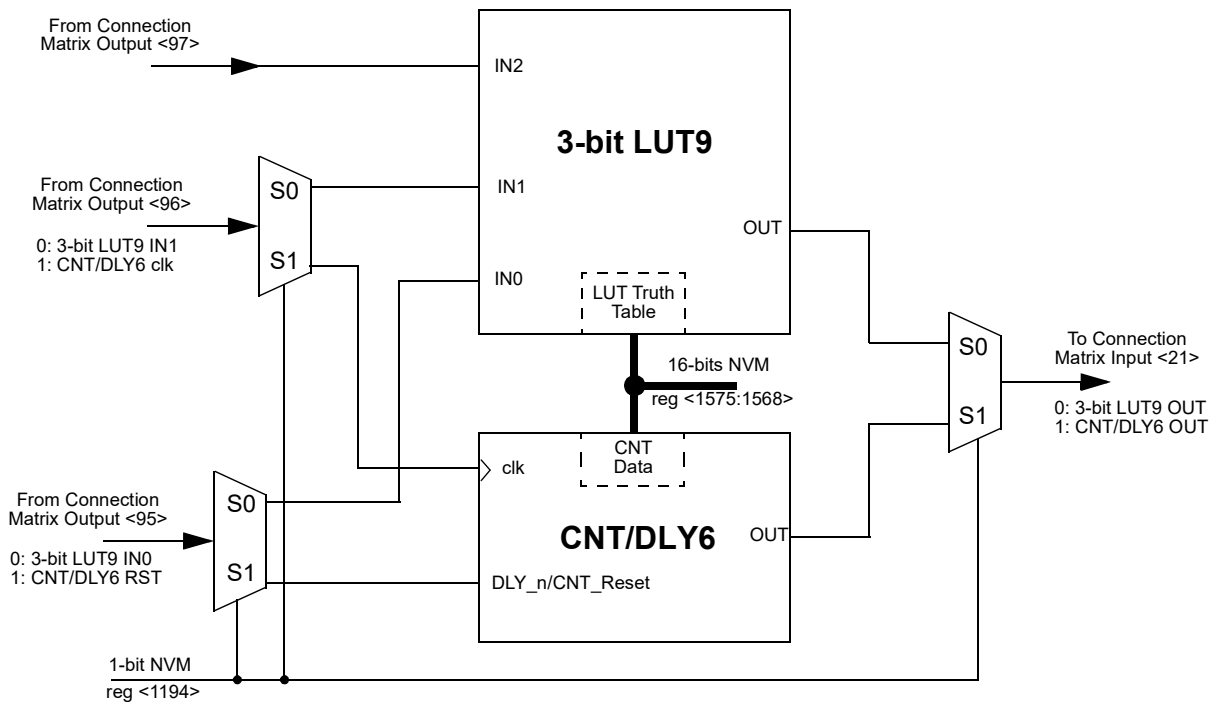 From Connection
Matrix Output <97>
IN2
3-bit LUT9
From Connection
Matrix Output <96>
0: 3-bit LUT9 IN1
1: CNT/DLY6 clk
S0
S1
IN1
IN0
OUT
LUT Truth
Table
16-bits NVM
reg <1575:1568>
S0
S1
To Connection
Matrix Input <21>
0: 3-bit LUT9 OUT
1: CNT/DLY6 OUT
CNT
Data
clk
CNT/DLY6
OUT
DLY_n/CNT_Reset
From Connection
Matrix Output <95>
0: 3-bit LUT9 IN0
1: CNT/DLY6 RST
S0
S1
1-bit NVM
reg <1194>